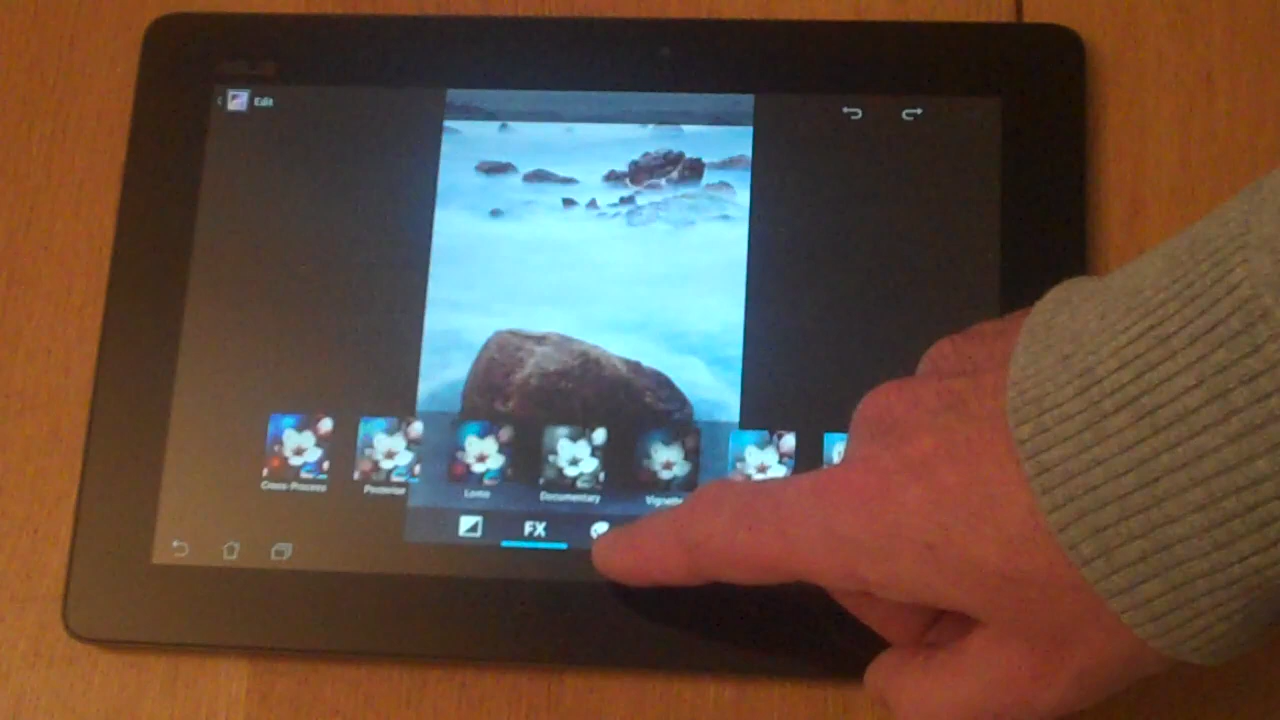 Edit
Cross-Process
Posterize
Lomo
Documentary
Vignette
FX